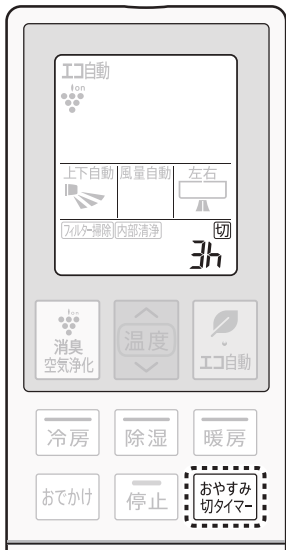 エコ自動
Ion
上下自動 風量自動 左右
フィルター掃除 内部清浄 切
3h
消臭
空気浄化
温度
エコ自動
冷房 除湿 暖房
おでかけ 停止 おやすみ
切タイマー